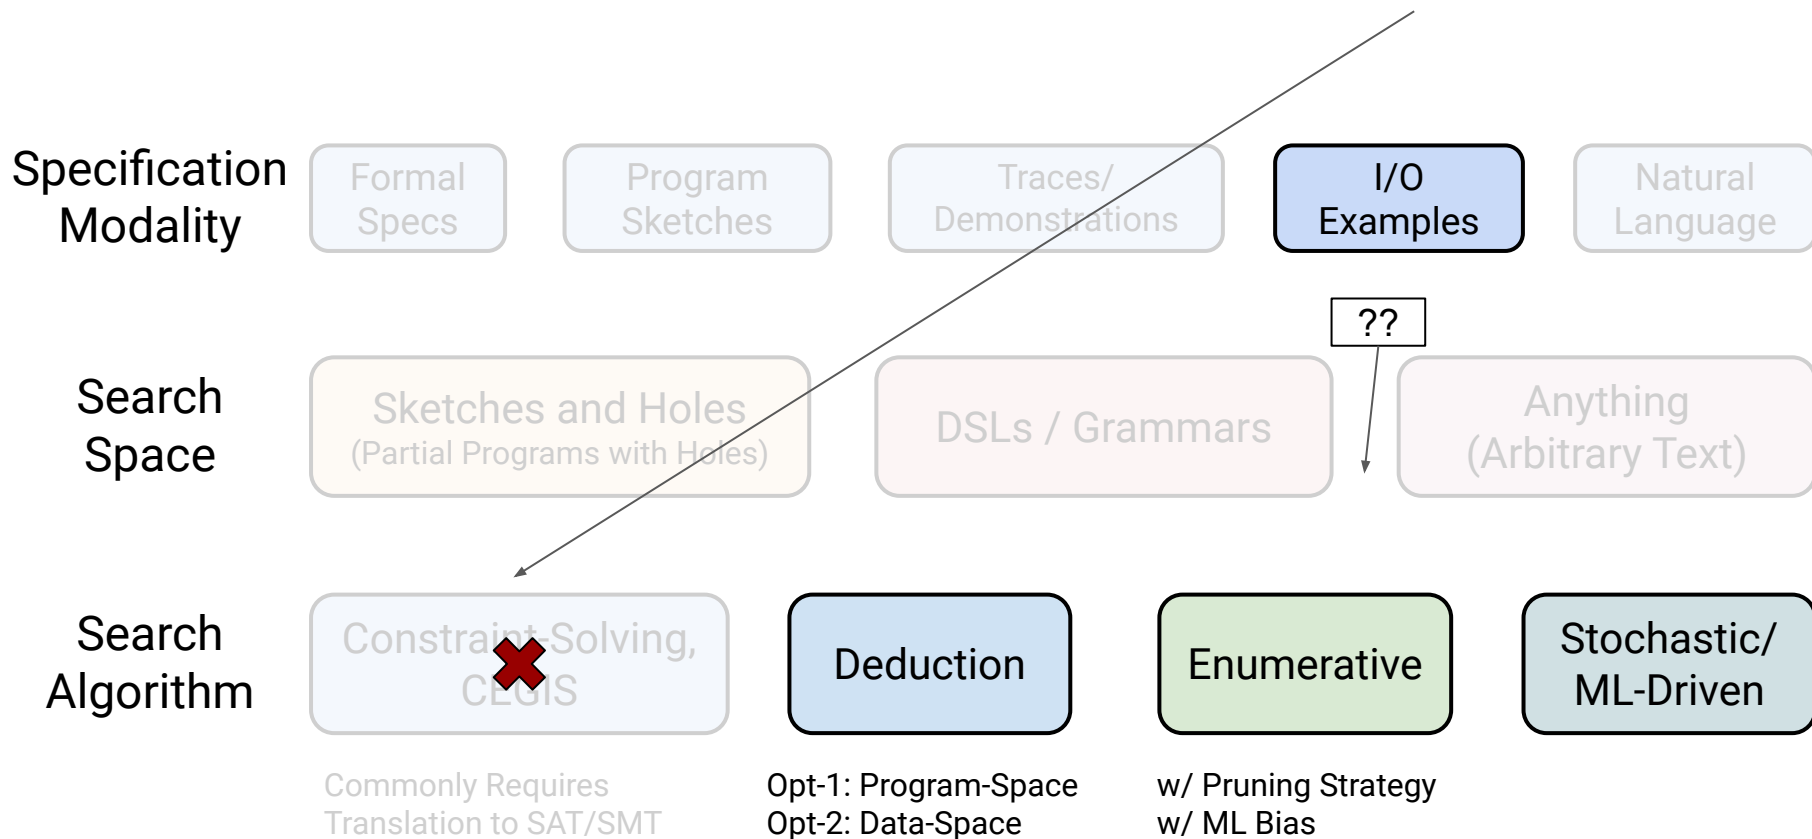 Specification
Modality
Formal
Specs
Program
Sketches
Traces/
Demonstrations
I/O
Examples
Natural
Language
??
Search
Space
Sketches and Holes
(Partial Programs with Holes)
DSLs / Grammars
Anything
(Arbitrary Text)
Search
Algorithm
Constraint-Solving,
CEGIS
Deduction
Enumerative
Stochastic/
ML-Driven
Commonly Requires
Translation to SAT/SMT
Opt-1: Program-Space
Opt-2: Data-Space
w/ Pruning Strategy
w/ ML Bias